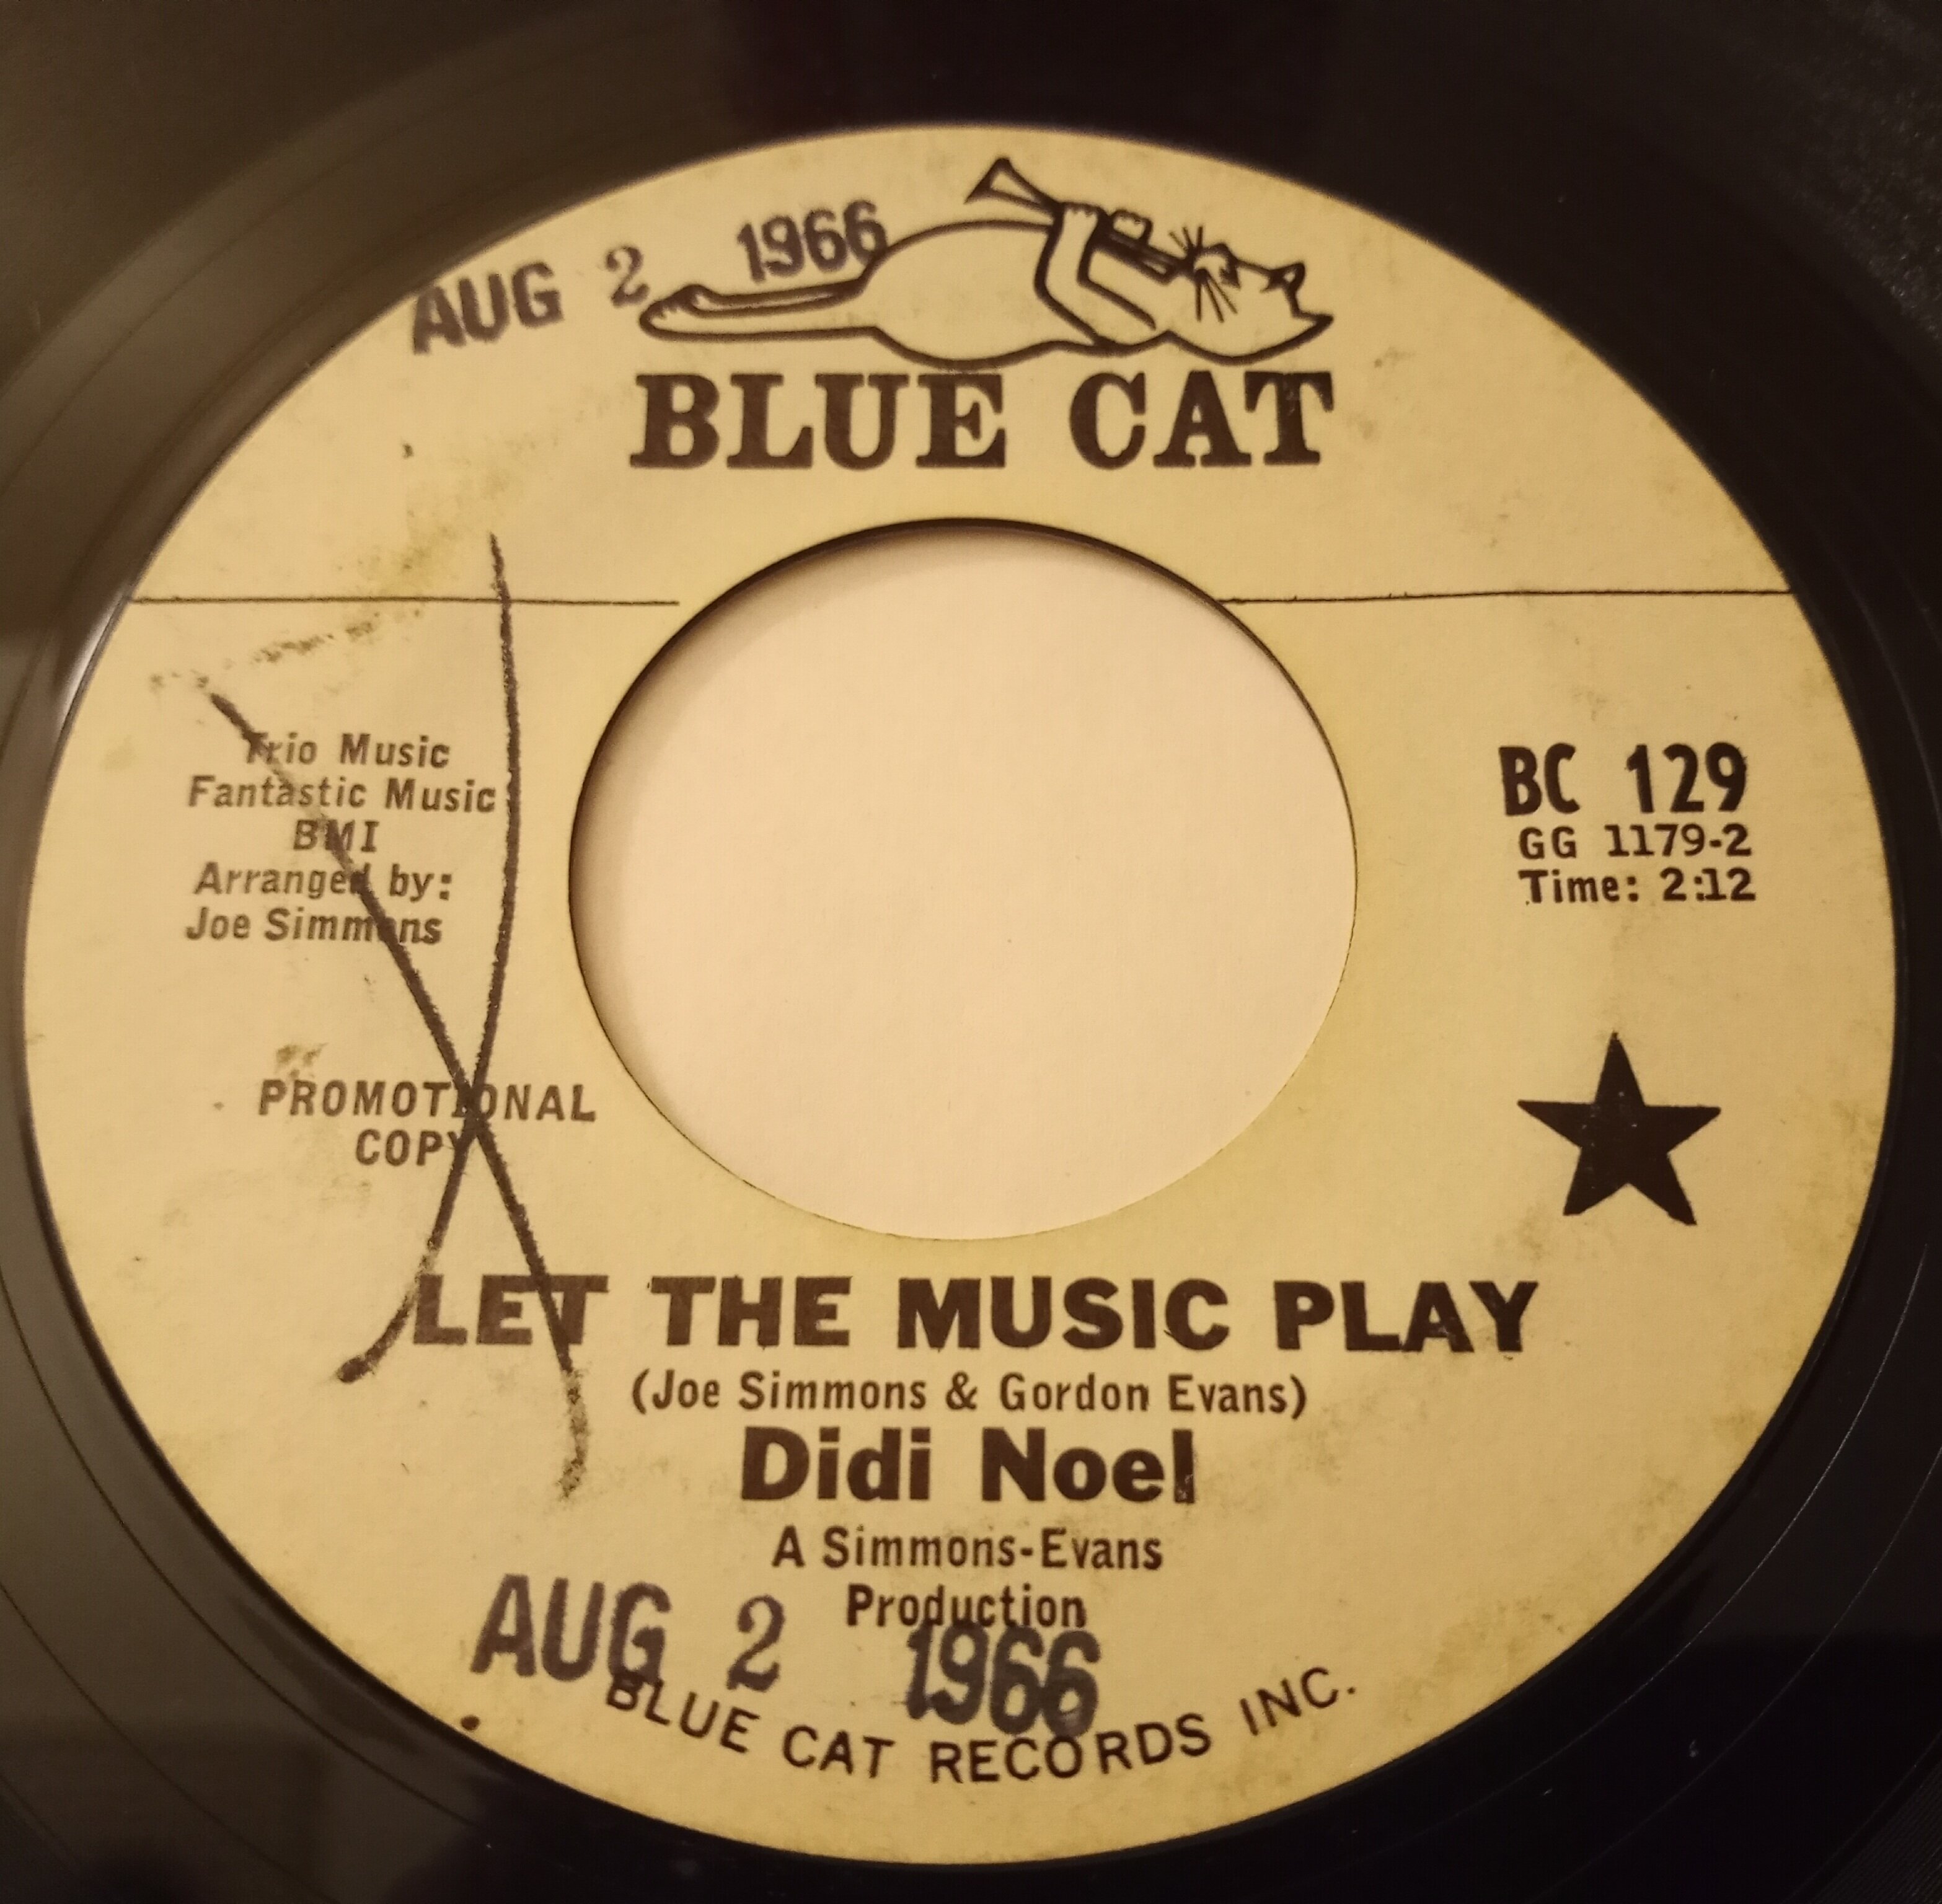 AUG 2 1966
BLUE CAT
Trio Music
Fantastic Music
BMI
Arranged by:
Joe Simmons
BC 129
GG 1179-2
Time: 2:12
PROMOTIONAL
COPY
LET THE MUSIC PLAY
(Joe Simmons & Gordon Evans)
Didi Noel
A Simmons-Evans
Production
AUG 2 1966
BLUE CAT RECORDS INC.